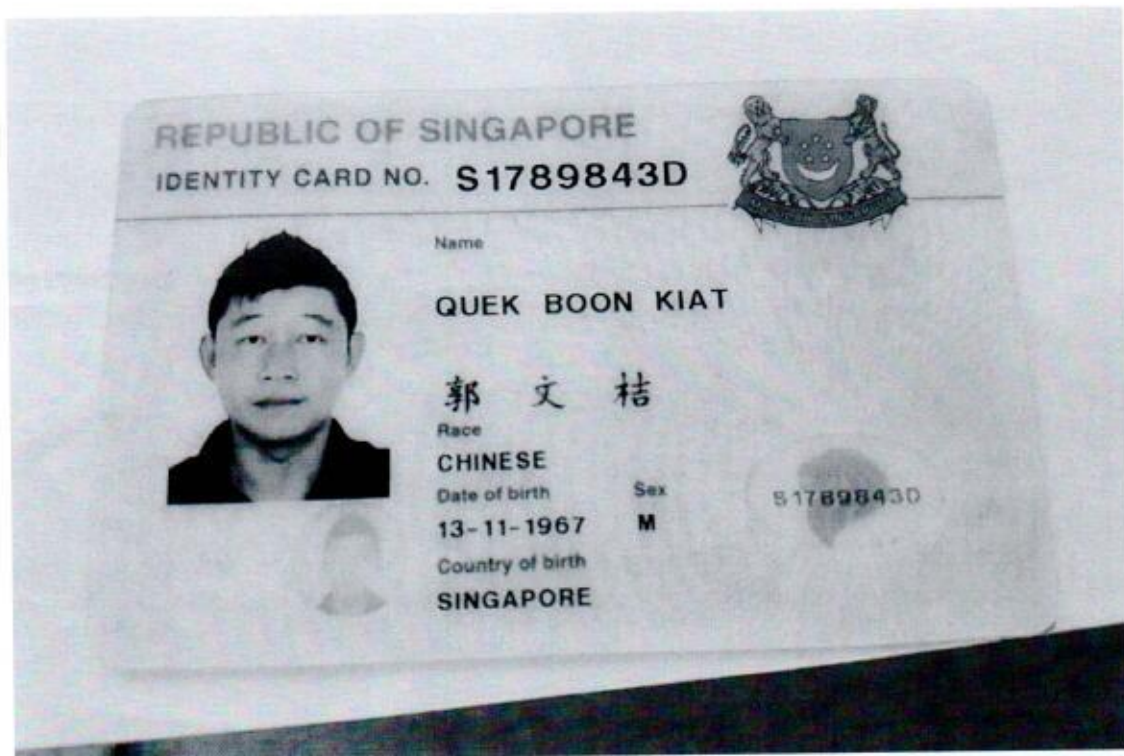 REPUBLIC OF SINGAPORE
IDENTITY CARD NO. S1789843D
Name
QUEK BOON KIAT
郭 文 桔
Race
CHINESE
Date of birth Sex
13-11-1967 M
S1789843D
Country of birth
SINGAPORE